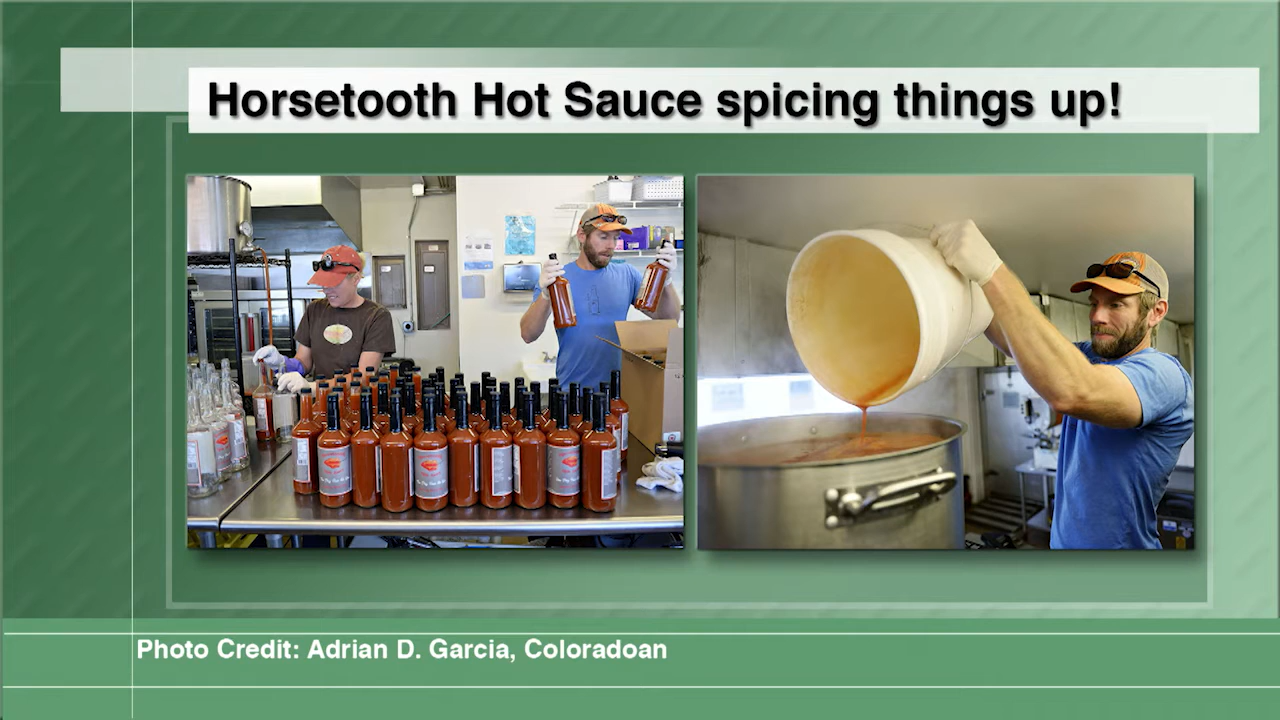 Horsetooth Hot Sauce spicing things up!
Photo Credit: Adrian D. Garcia, Coloradoan